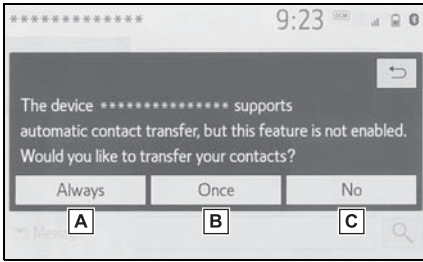 *************
9:23
The device *************** supports
automatic contact transfer, but this feature is not enabled.
Would you like to transfer your contacts?
Always
Once
No
A
B
C